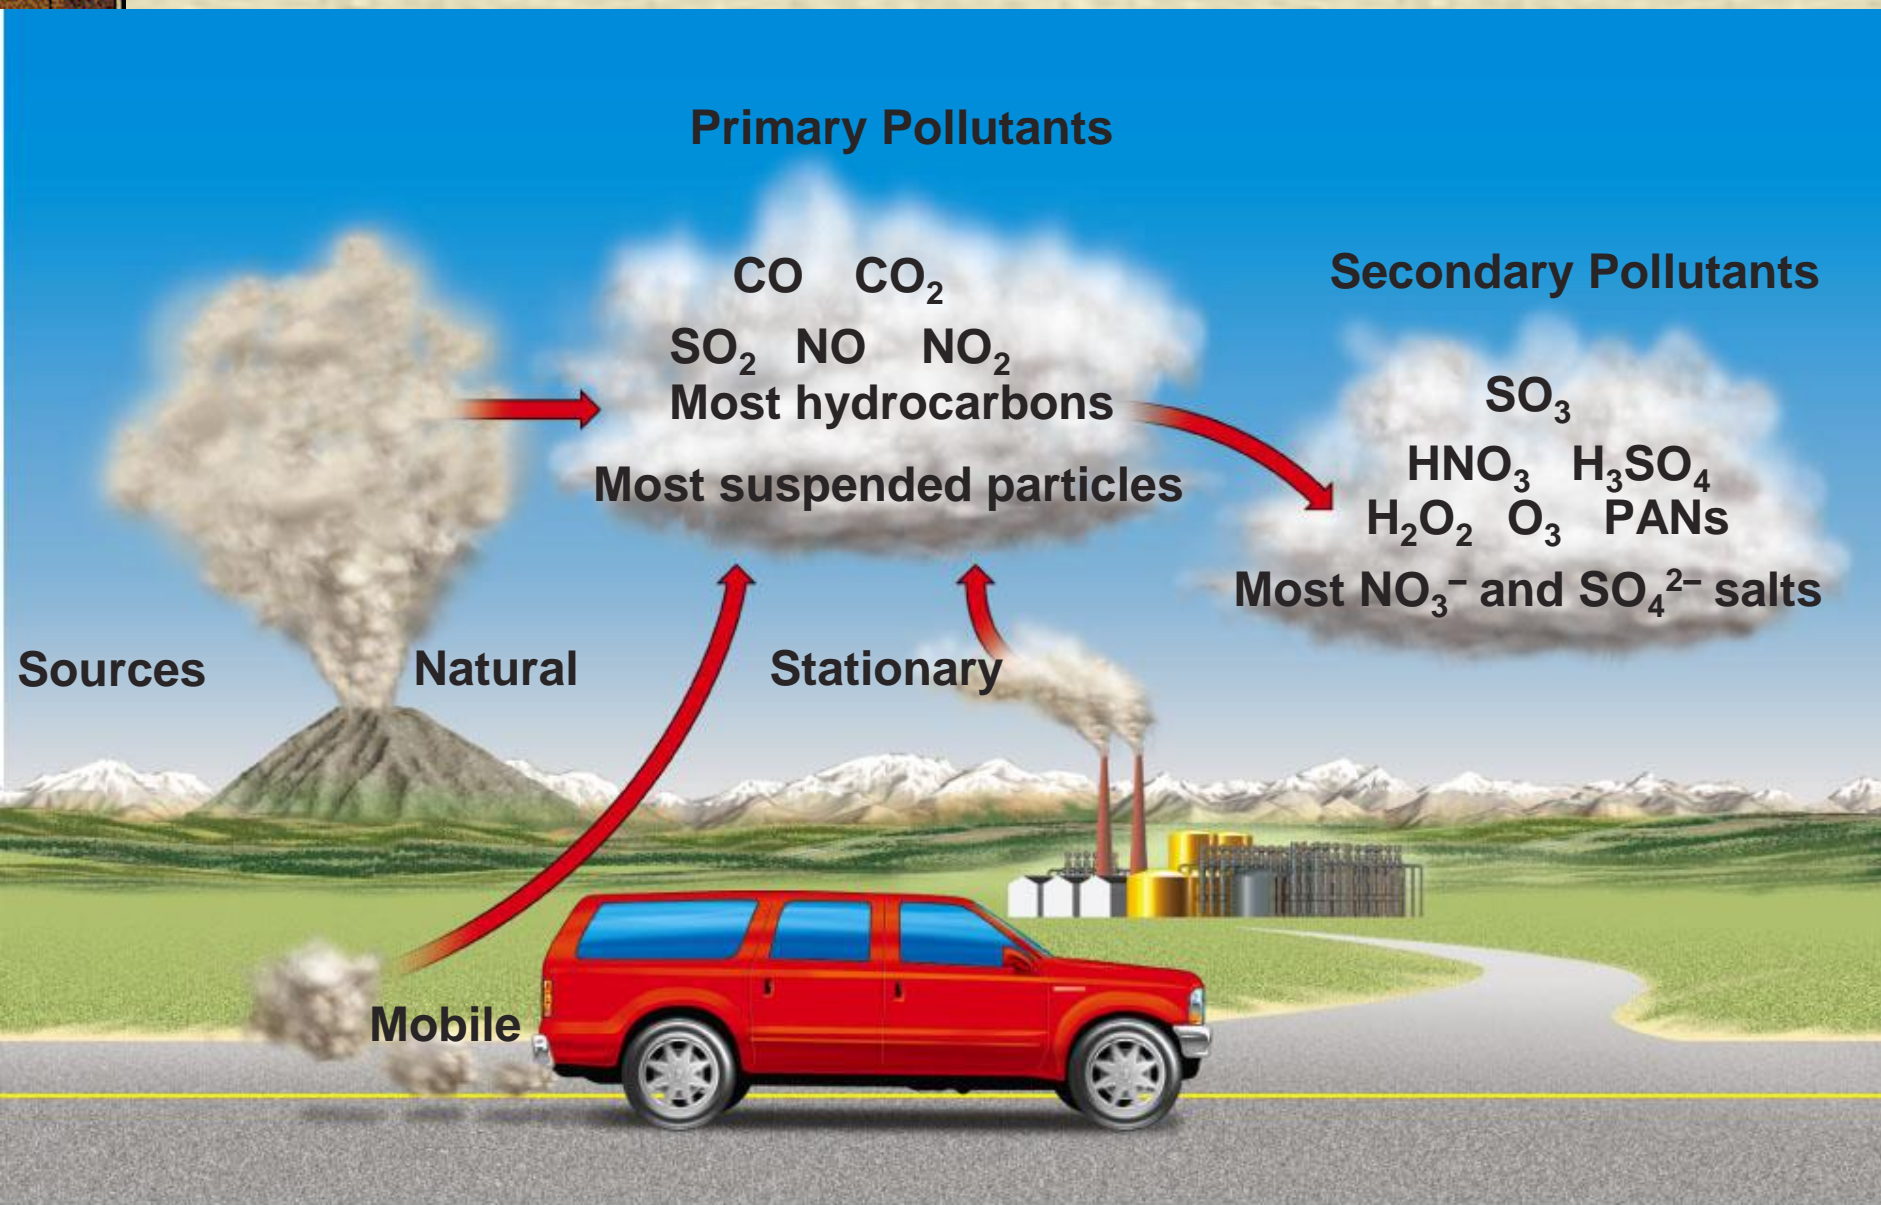 Primary Pollutants
CO CO₂
SO₂ NO NO₂
Most hydrocarbons
Most suspended particles
Secondary Pollutants
SO₃
HNO₃ H₃SO₄
H₂O₂ O₃ PANs
Most NO₃⁻ and SO₄²⁻ salts
Sources
Natural
Stationary
Mobile